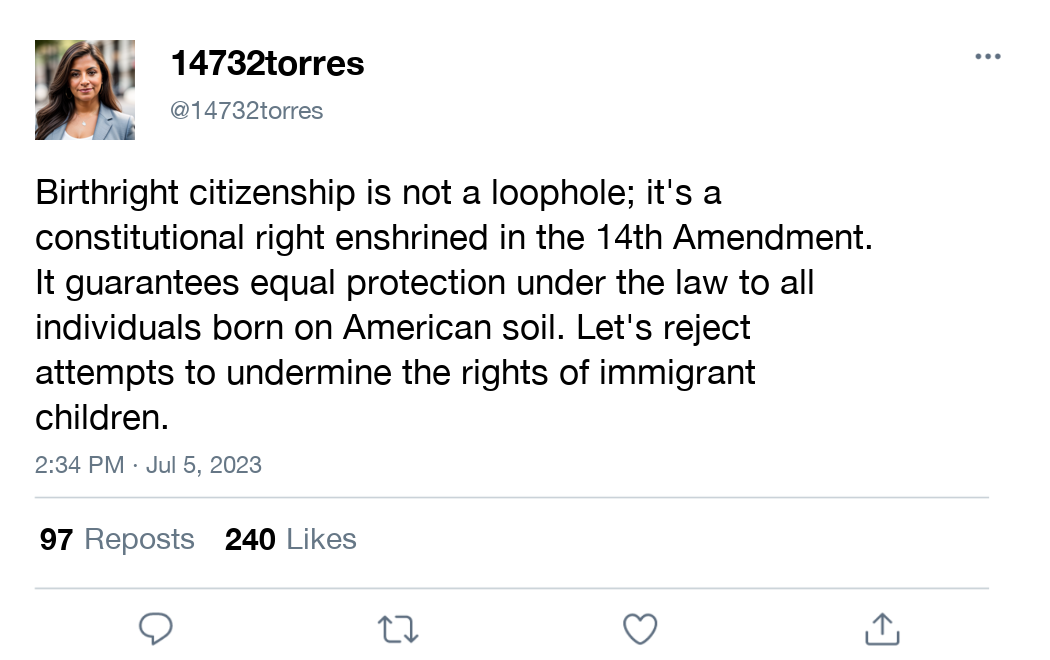 14732torres
@14732torres
Birthright citizenship is not a loophole; it's a
constitutional right enshrined in the 14th Amendment.
It guarantees equal protection under the law to all
individuals born on American soil. Let's reject
attempts to undermine the rights of immigrant
children.
2:34 PM · Jul 5, 2023
97 Reposts 240 Likes